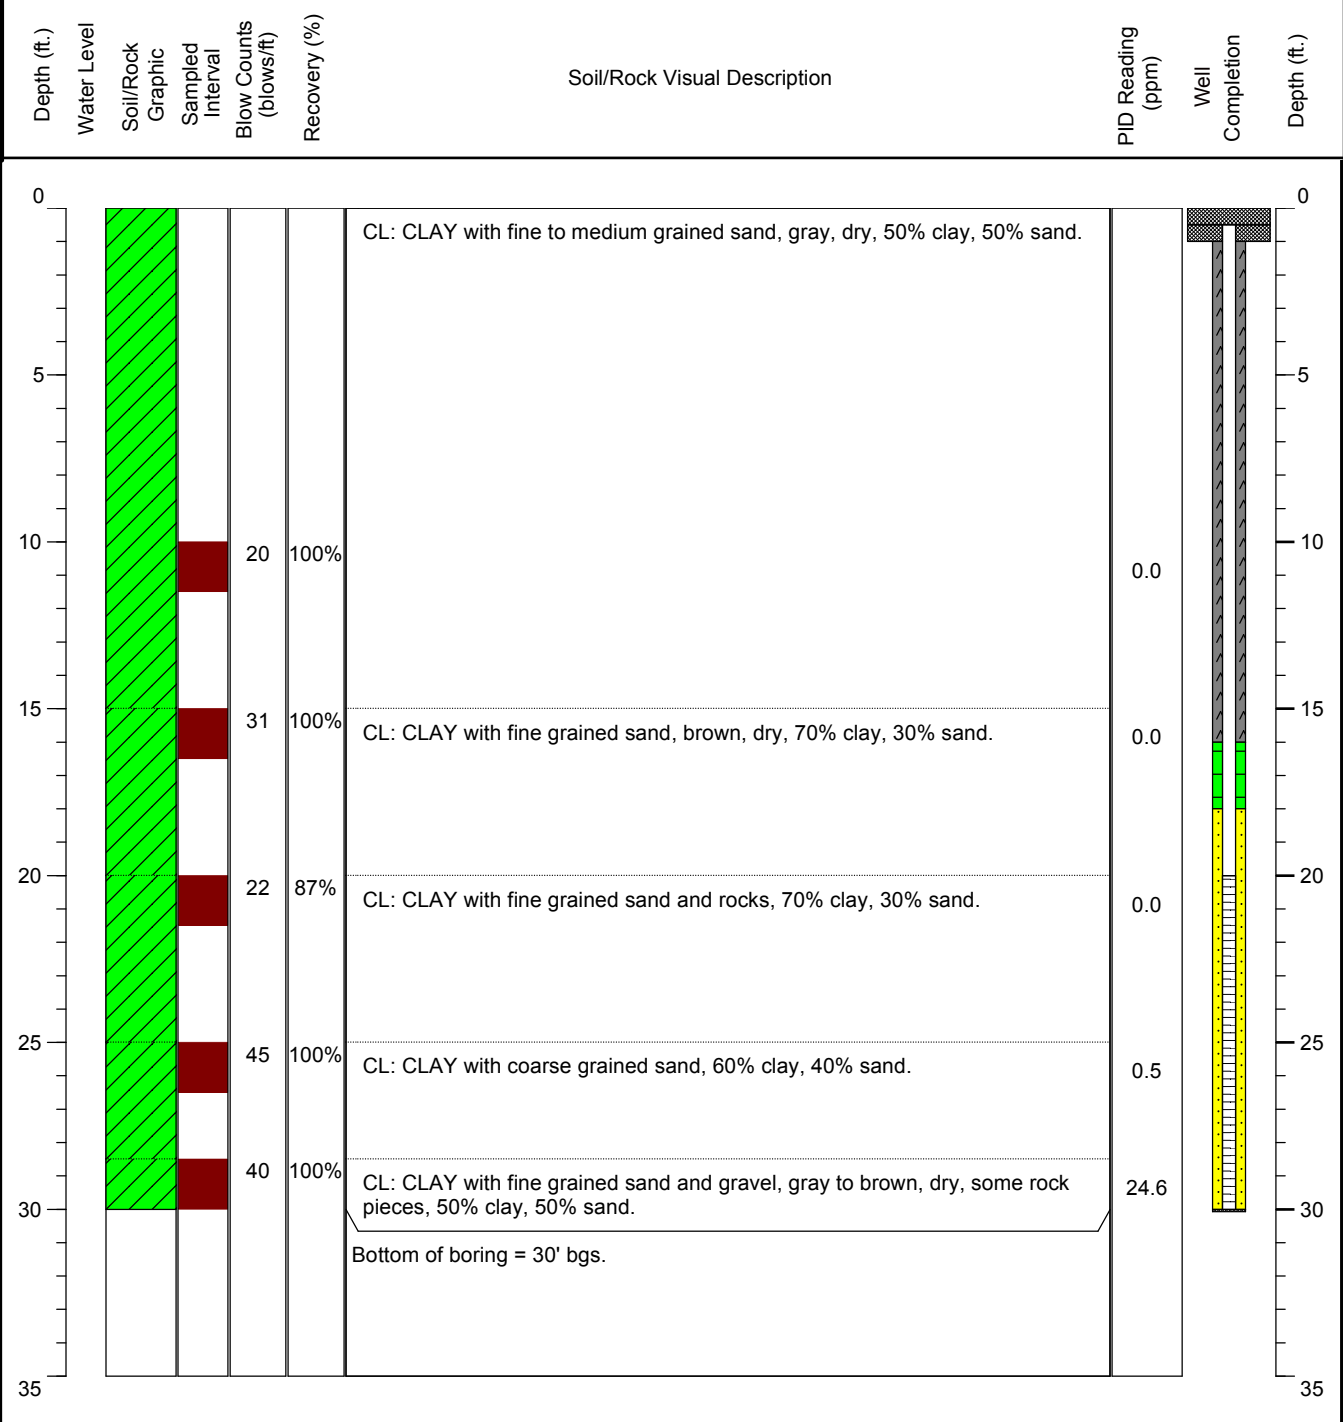 Depth (ft.)
Water Level
Soil/Rock
Graphic
Sampled
Interval
Blow Counts
(blows/ft)
Recovery (%)
Soil/Rock Visual Description
PID Reading
(ppm)
Well
Completion
Depth (ft.)
0
0
CL: CLAY with fine to medium grained sand, gray, dry, 50% clay, 50% sand.
5
5
10
20
100%
0.0
10
15
31
100%
CL: CLAY with fine grained sand, brown, dry, 70% clay, 30% sand.
0.0
15
20
22
87%
CL: CLAY with fine grained sand and rocks, 70% clay, 30% sand.
0.0
20
25
45
100%
CL: CLAY with coarse grained sand, 60% clay, 40% sand.
0.5
25
40
100%
CL: CLAY with fine grained sand and gravel, gray to brown, dry, some rock
pieces, 50% clay, 50% sand.
24.6
30
30
Bottom of boring = 30' bgs.
35
35